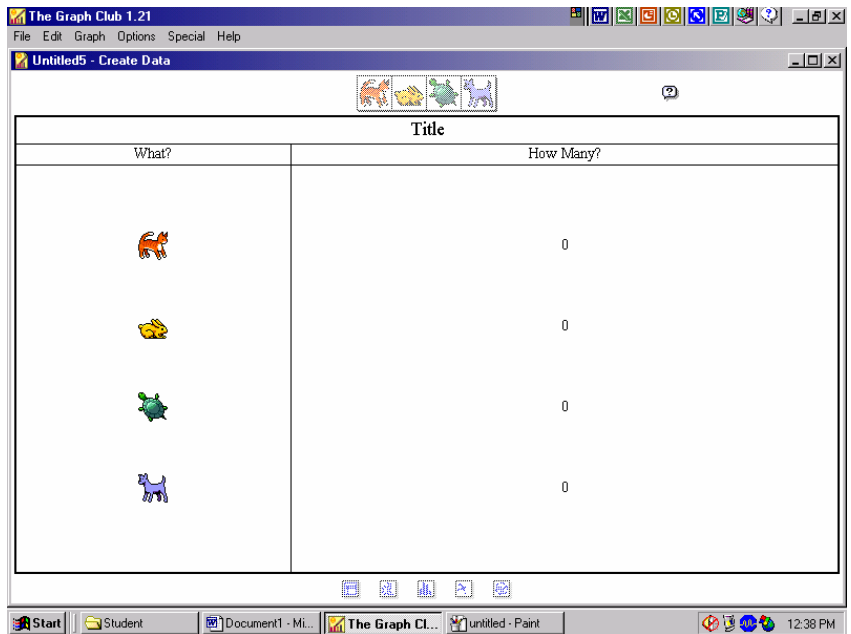 The Graph Club 1.21
File Edit Graph Options Special Help
Untitled5 - Create Data
Title
What? How Many?
0
0
0
0
Start Student Document1 - Mi... The Graph Cl... untitled - Paint 12:38 PM